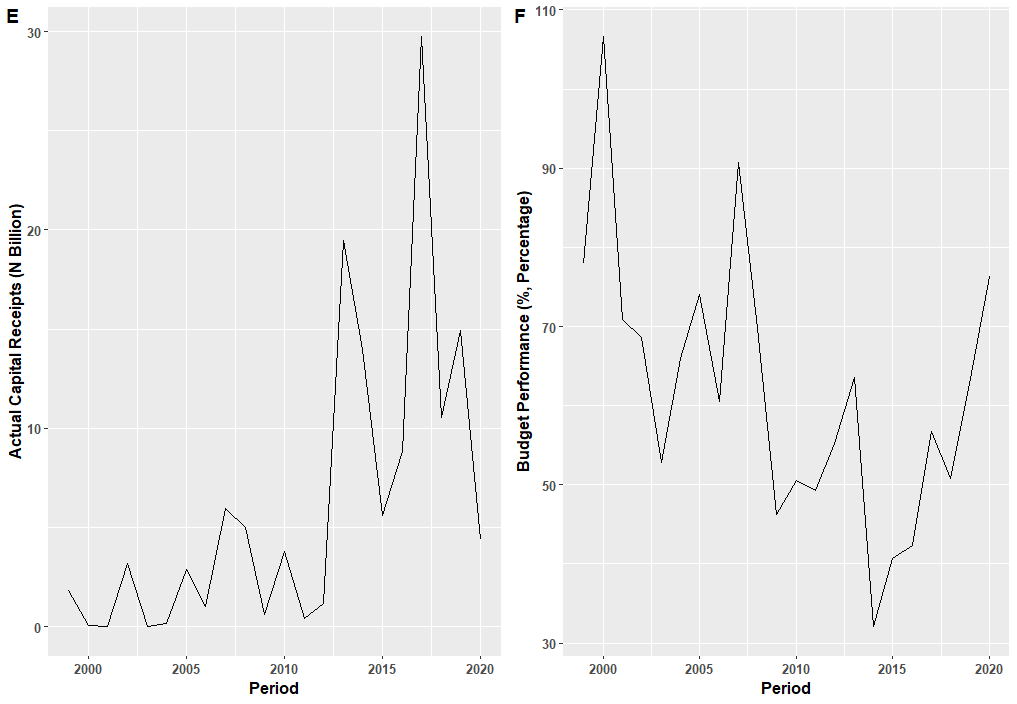 E
Actual Capital Receipts (N Billion)
30
20
10
0
2000 2005 2010 2015 2020
Period
F
Budget Performance (%, Percentage)
110
90
70
50
30
2000 2005 2010 2015 2020
Period